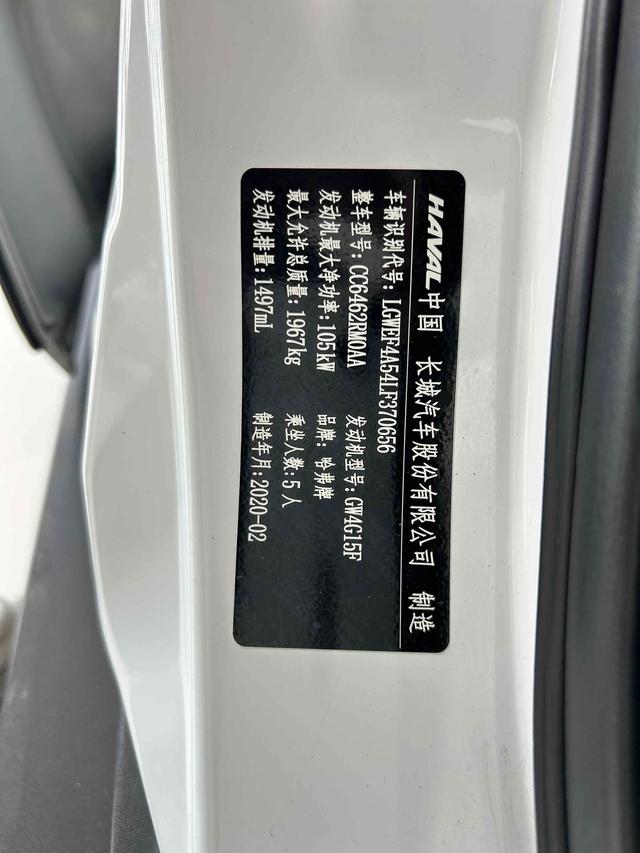 HAVAL 中国 长城汽车股份有限公司 制造
车辆识别代号: LGWEF4A54LF370656
整车型号: CC6462RM0AA 发动机型号: GW4G15F
发动机最大净功率: 105kW 品牌: 哈弗牌
最大允许总质量: 1967kg 乘坐人数: 5 人
发动机排量: 1497mL 制造年月: 2020-02